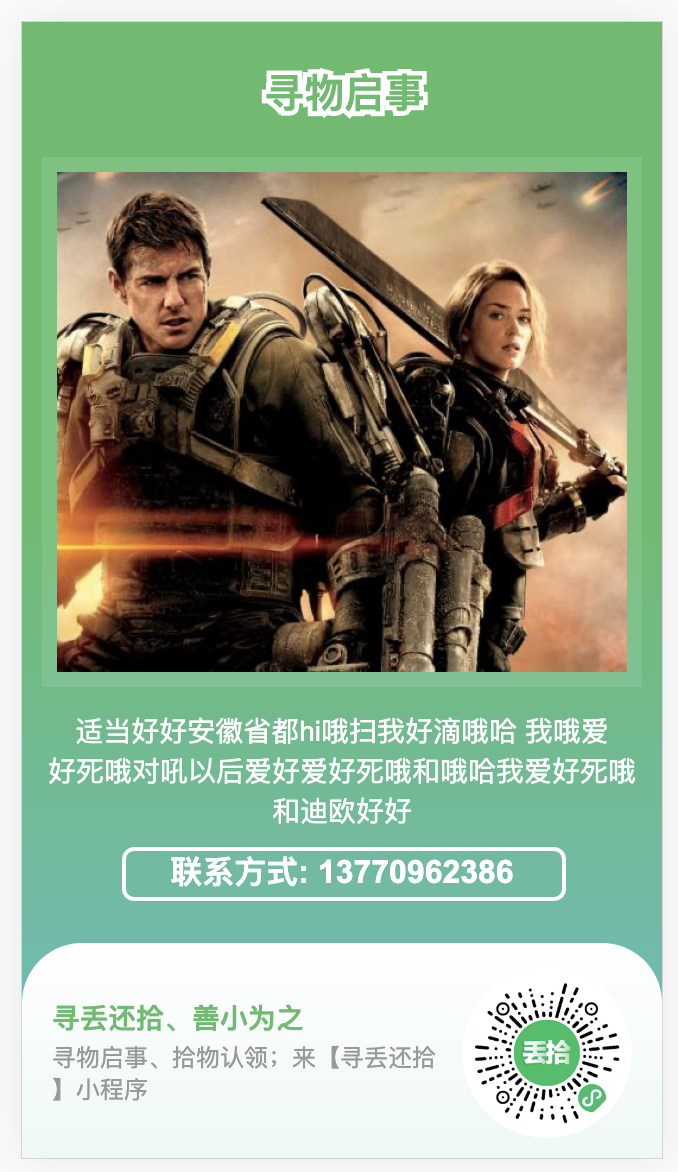 寻物启事
适当好好安徽省都hi哦扫我好滴哦哈 我哦爱
好死哦对吼以后爱好爱好死哦和哦哈我爱好死哦
和迪欧好好
联系方式: 13770962386
寻丢还拾、善小为之
寻物启事、拾物认领；来【寻丢还拾
】小程序
丢拾